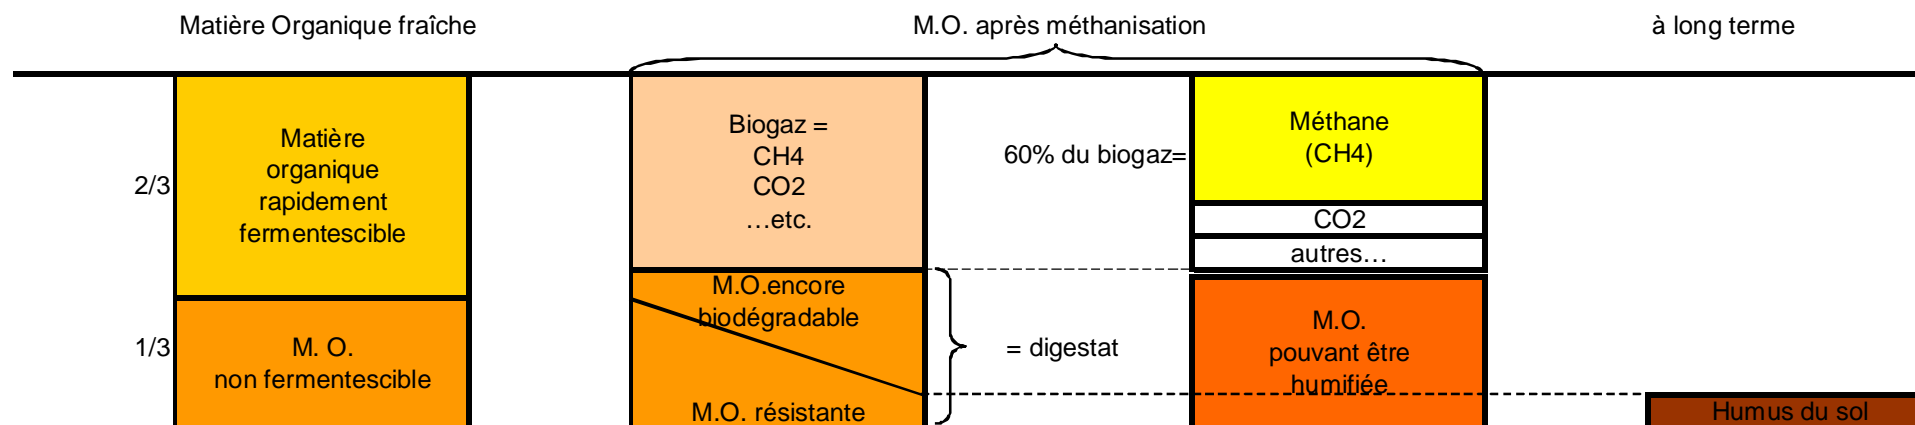 Matière Organique fraîche
M.O. après méthanisation
à long terme
2/3
Matière
organique
rapidement
fermentescible
1/3
M. O.
non fermentescible
Biogaz =
CH4
CO2
…etc.
M.O.encore
biodégradable
M.O. résistante
60% du biogaz=
= digestat
Méthane
(CH4)
CO2
autres…
M.O.
pouvant être
humifiée
Humus du sol